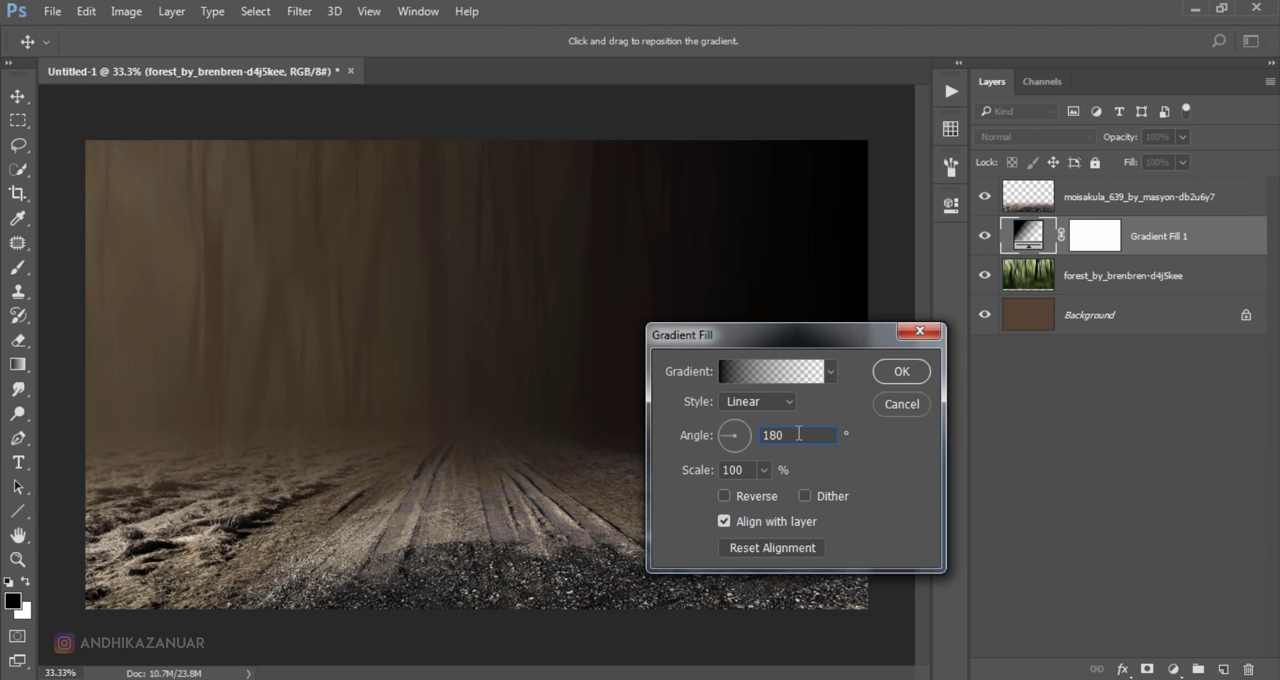 Ps File Edit Image Layer Type Select Filter 3D View Window Help
Click and drag to reposition the gradient.
Untitled-1 @ 33.3% (forest_by_brenbren-d4j5kee, RGB/8#) * ×
Layers Channels
Kind
Normal Opacity: 100%
Lock: Fill: 100%
moisakula_639_by_masyon-db2u6y7
Gradient Fill 1
forest_by_brenbren-d4j5kee
Background
Gradient Fill
Gradient: OK
Style: Linear Cancel
Angle: 180 °
Scale: 100 %
Reverse Dither
Align with layer
Reset Alignment
ANDHIKAZANUAR
33.33% Doc: 10.7M/23.8M